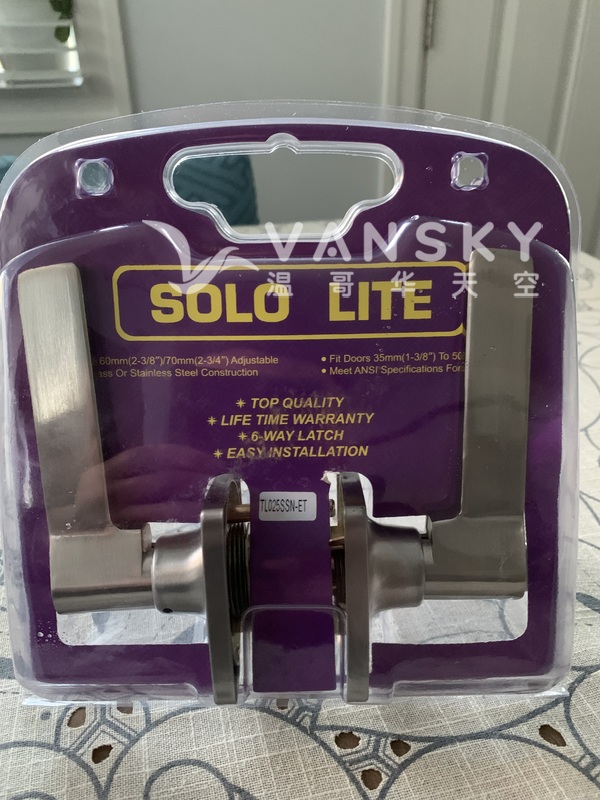 VANSKY
温哥华天空
SOLO LITE
60mm(2-3/8")/70mm(2-3/4") Adjustable
Or Stainless Steel Construction
• Fit Doors 35mm(1-3/8") To
• Meet ANSI Specifications For
✴ TOP QUALITY
✴ LIFE TIME WARRANTY
✴ 6-WAY LATCH
✴ EASY INSTALLATION
TL025SSN-ET